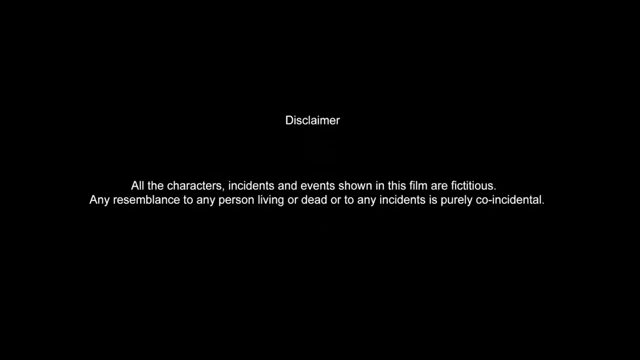 Disclaimer
All the characters, incidents and events shown in this film are fictitious.
Any resemblance to any person living or dead or to any incidents is purely co-incidental.